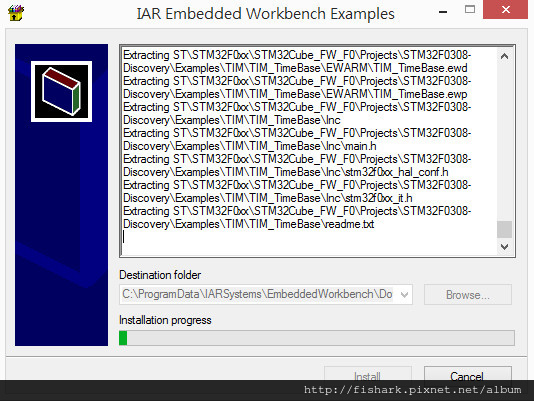 IAR Embedded Workbench Examples
Extracting ST\STM32F0xx\STM32Cube_FW_F0\Projects\STM32F0308-
Discovery\Examples\TIM\TIM_TimeBase\EWARM\TIM_TimeBase.ewd
Extracting ST\STM32F0xx\STM32Cube_FW_F0\Projects\STM32F0308-
Discovery\Examples\TIM\TIM_TimeBase\EWARM\TIM_TimeBase.ewp
Extracting ST\STM32F0xx\STM32Cube_FW_F0\Projects\STM32F0308-
Discovery\Examples\TIM\TIM_TimeBase\Inc
Extracting ST\STM32F0xx\STM32Cube_FW_F0\Projects\STM32F0308-
Discovery\Examples\TIM\TIM_TimeBase\Inc\main.h
Extracting ST\STM32F0xx\STM32Cube_FW_F0\Projects\STM32F0308-
Discovery\Examples\TIM\TIM_TimeBase\Inc\stm32f0xx_hal_conf.h
Extracting ST\STM32F0xx\STM32Cube_FW_F0\Projects\STM32F0308-
Discovery\Examples\TIM\TIM_TimeBase\Inc\stm32f0xx_it.h
Extracting ST\STM32F0xx\STM32Cube_FW_F0\Projects\STM32F0308-
Discovery\Examples\TIM\TIM_TimeBase\readme.txt
Destination folder
C:\ProgramData\IARSystems\EmbeddedWorkbench\Do
Browse...
Installation progress
Install
Cancel
http://fishark.pixnet.net/album